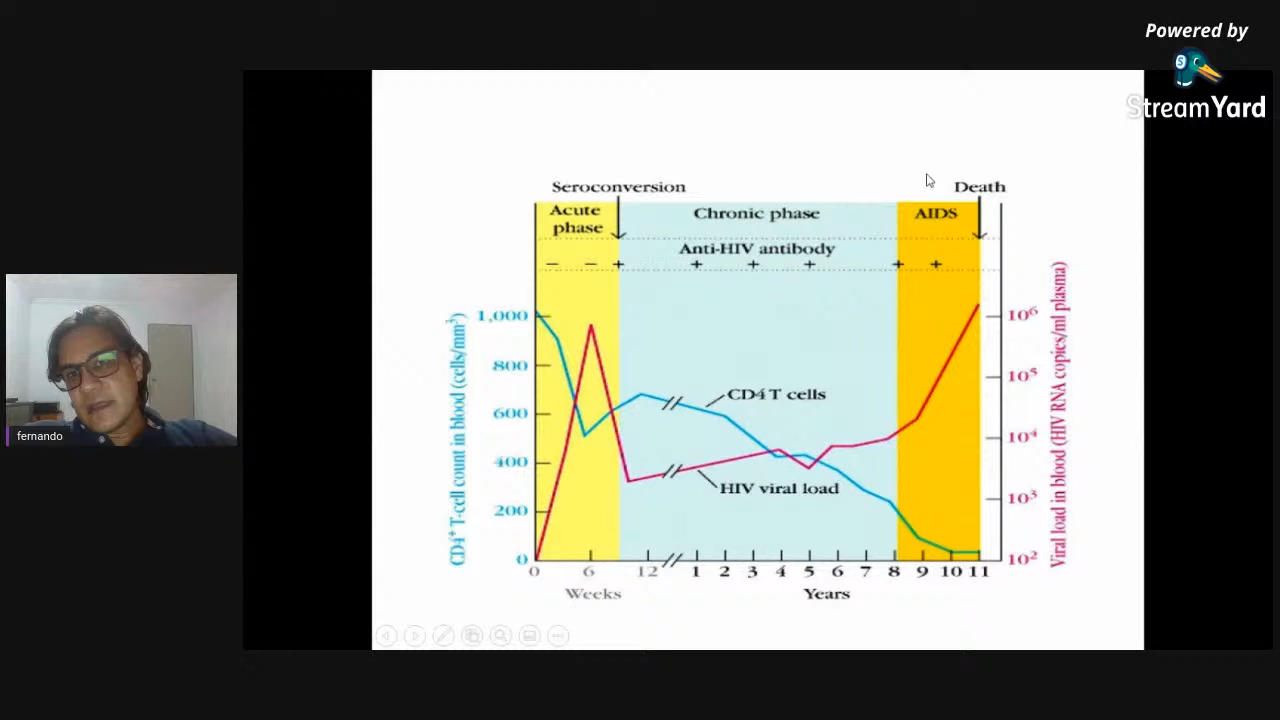 Powered by
StreamYard
Seroconversion
Death
Acute
phase
Chronic phase
AIDS
Anti-HIV antibody
− − + + + + + +
CD4+ T-cell count in blood (cells/mm3)
1,000
800
600
400
200
0
CD4 T cells
HIV viral load
10⁶
10⁵
10⁴
10³
10²
Viral load in blood (HIV RNA copies/ml plasma)
0 6 12 1 2 3 4 5 6 7 8 9 10 11
Weeks
Years
fernando